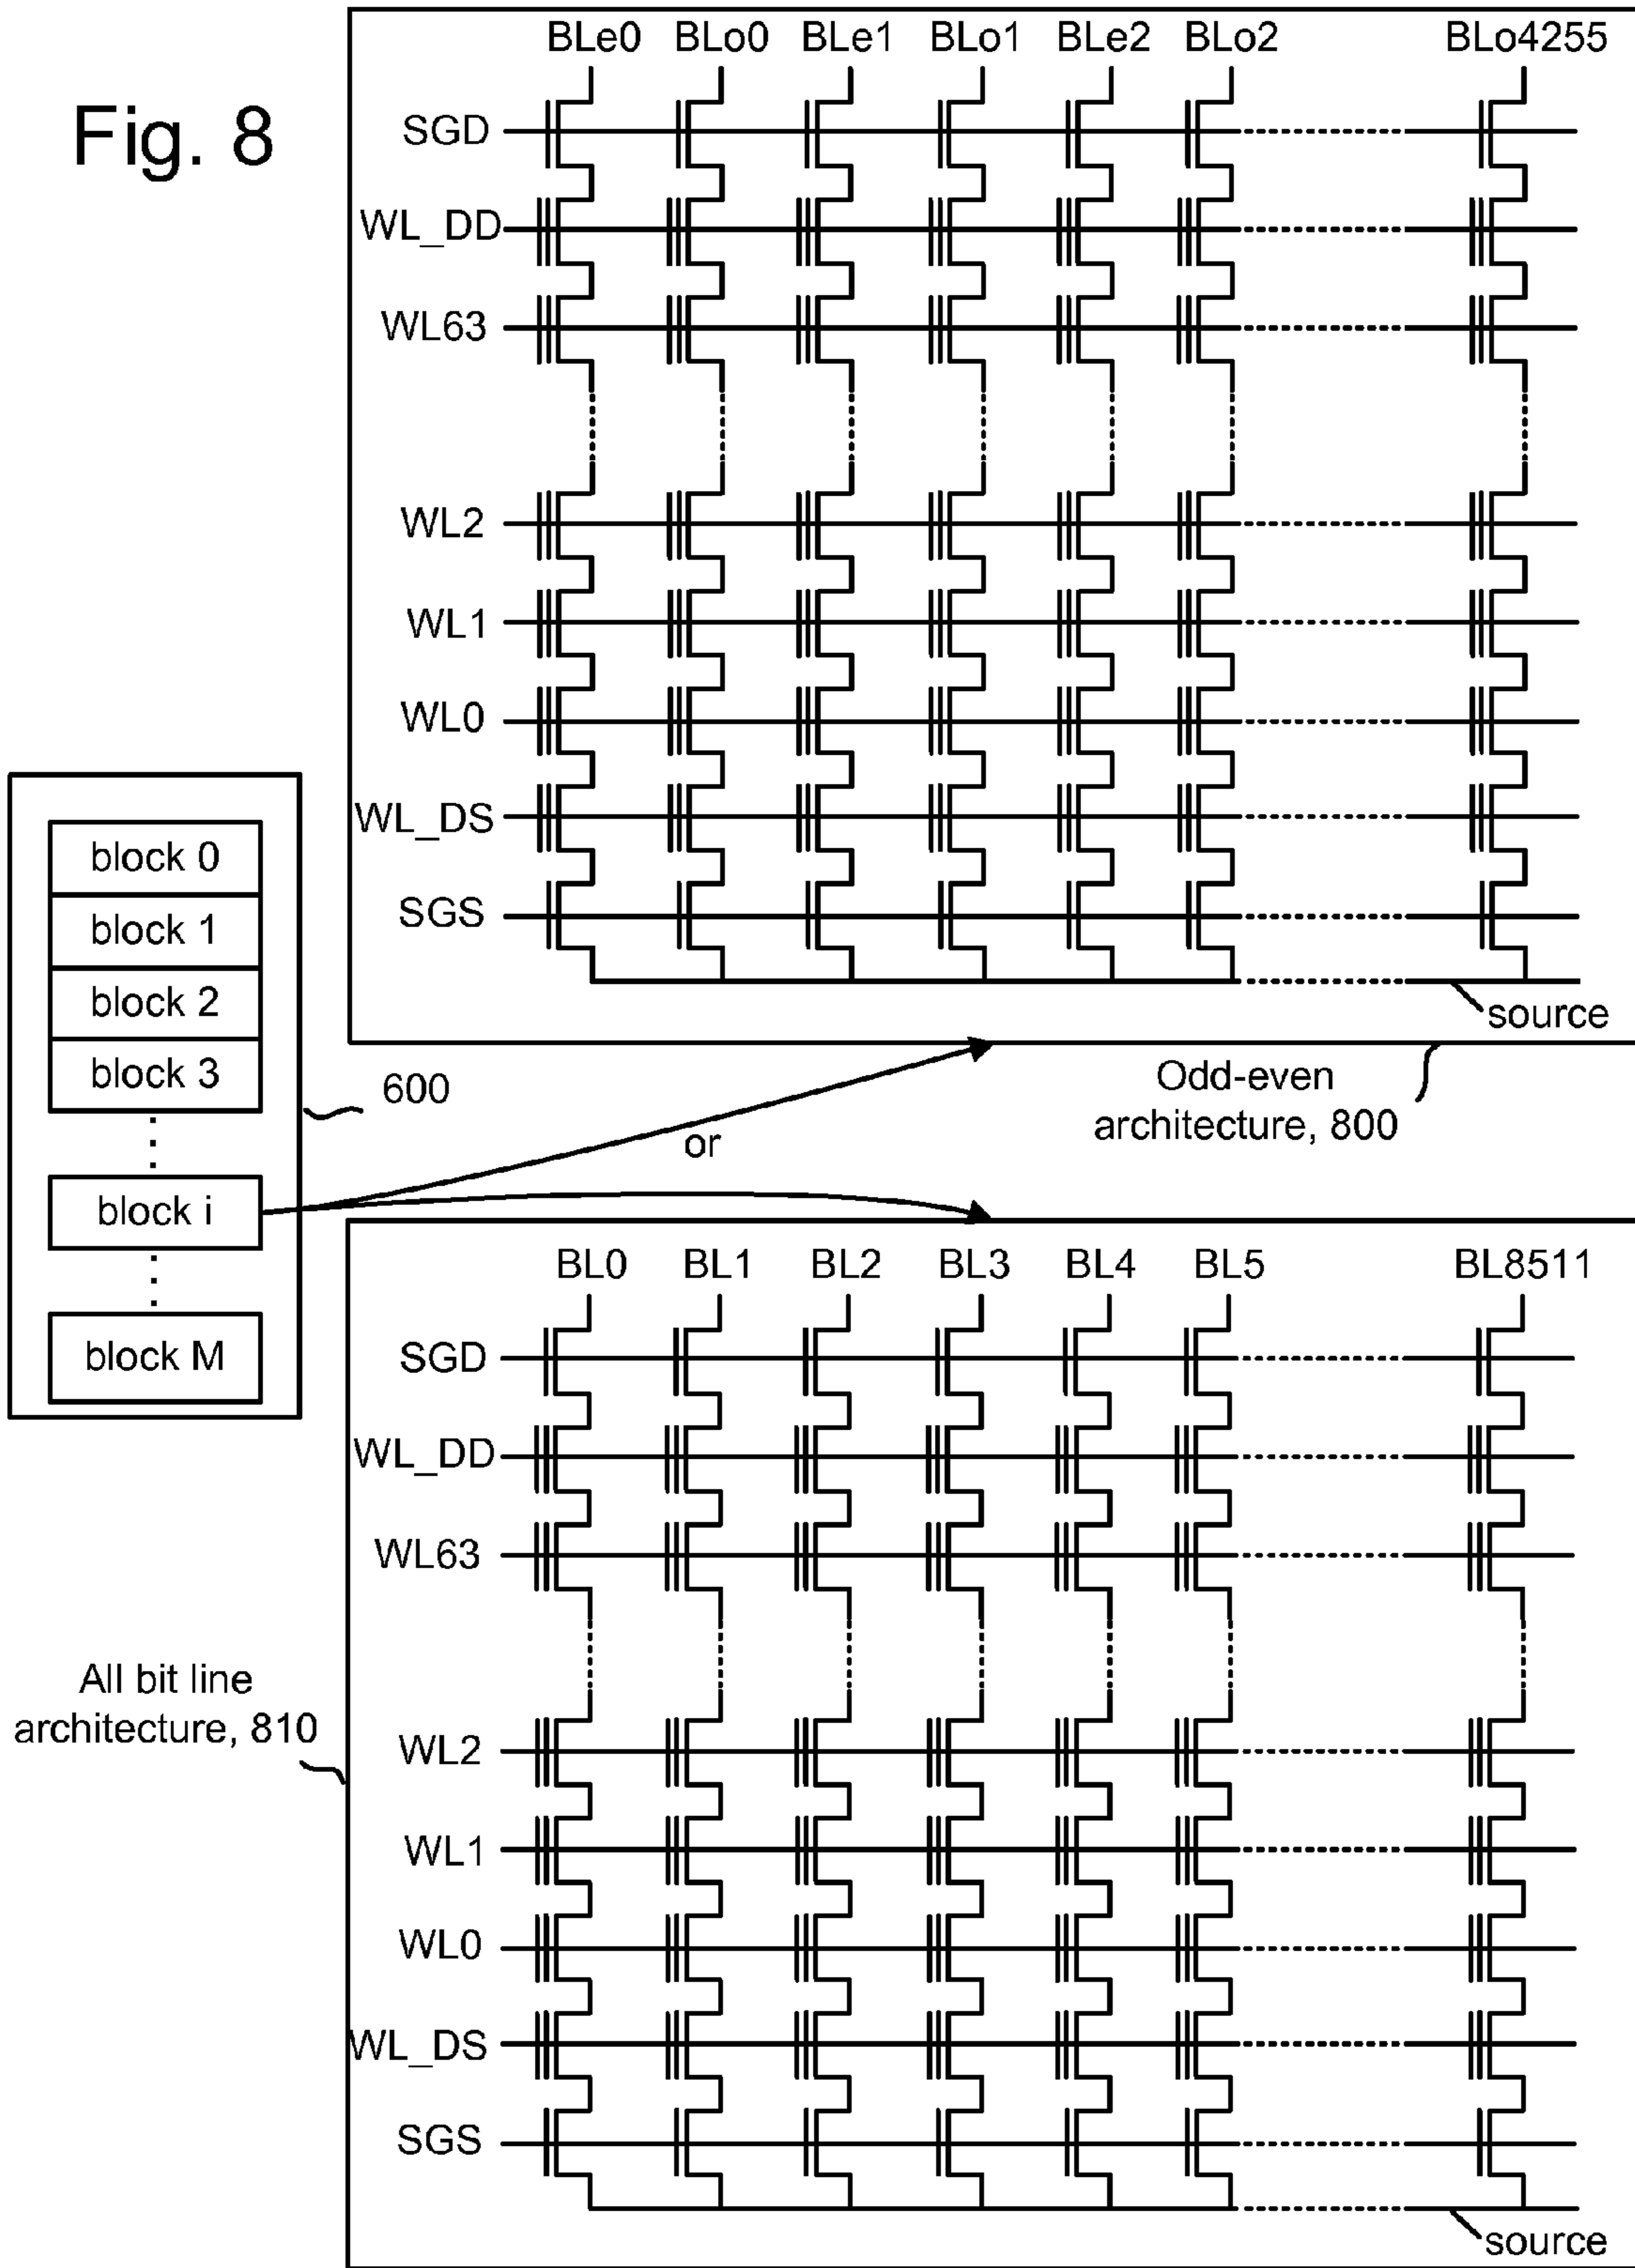 Fig. 8
BLe0 BLo0 BLe1 BLo1 BLe2 BLo2 BLo4255
SGD
WL_DD
WL63
WL2
WL1
WL0
WL_DS
SGS
source
Odd-even
architecture, 800
block 0
block 1
block 2
block 3
block i
block M
600
or
BL0 BL1 BL2 BL3 BL4 BL5 BL8511
SGD
WL_DD
WL63
WL2
WL1
WL0
WL_DS
SGS
source
All bit line
architecture, 810